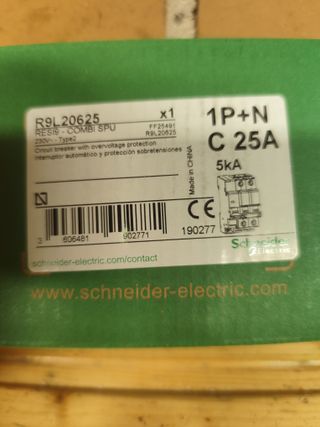 R9L20625 x1
RESI9 - COMBI SPU FF25491
230V~ - Type2 R9L20625
Circuit breaker with overvoltage protection
Interruptor automático y protección sobretensiones
1P+N
C 25A
5kA
Made in CHINA
3 606481 902771
CE
190277
Schneider
Electric
schneider-electric.com/contact
www.schneider-electric.com